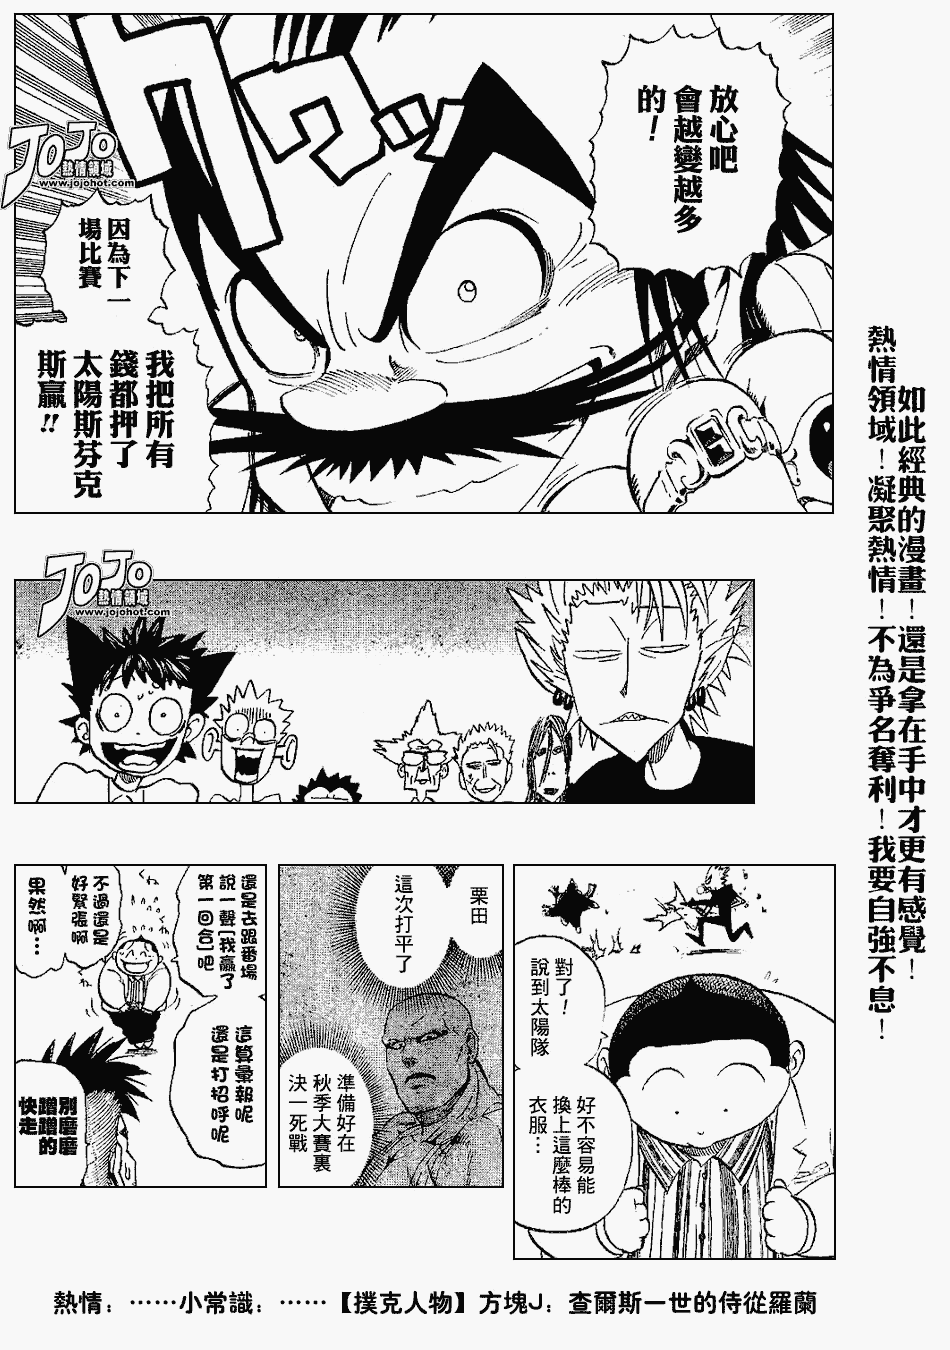 放心吧
會越變越多
的！
因為下一
場比賽
我把所有
錢都押了
太陽斯芬克
斯贏！！
クワッ
JOJO
熱情領域
www.jojohot.com
JOJO
熱情領域
www.jojohot.com
對了！
說到太陽隊
好不容易能
換上這麼棒的
衣服…
栗田
這次打平了
準備好在
秋季大賽裏
決一死戰
還是去跟番場
說一聲［我贏了
第一回合］吧
這算彙報呢
還是打招呼呢
不過還是
好緊張啊
果然啊…
別磨磨
蹭蹭的
快走
如此經典的漫畫！還是拿在手中才更有感覺！
熱情領域！凝聚熱情！不為爭名奪利！我要自強不息！
熱情：……小常識：……【撲克人物】方塊J：查爾斯一世的侍從羅蘭